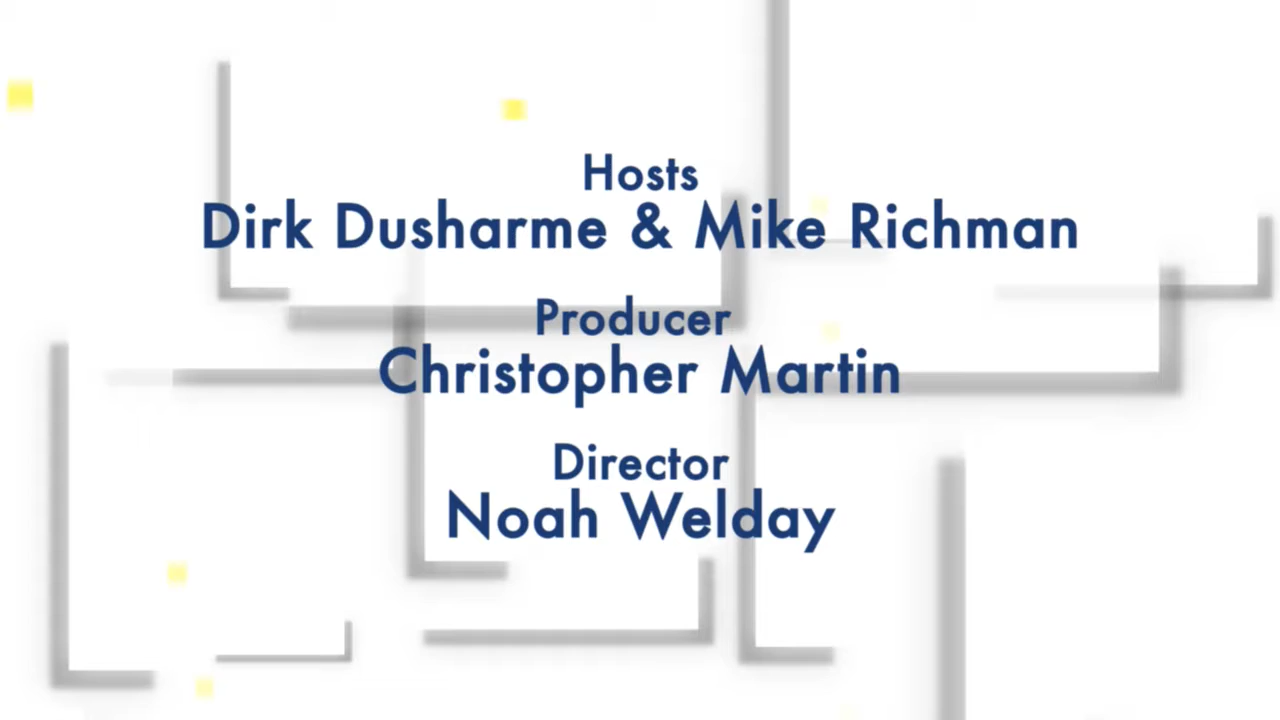 Hosts
Dirk Dusharme & Mike Richman
Producer
Christopher Martin
Director
Noah Welday